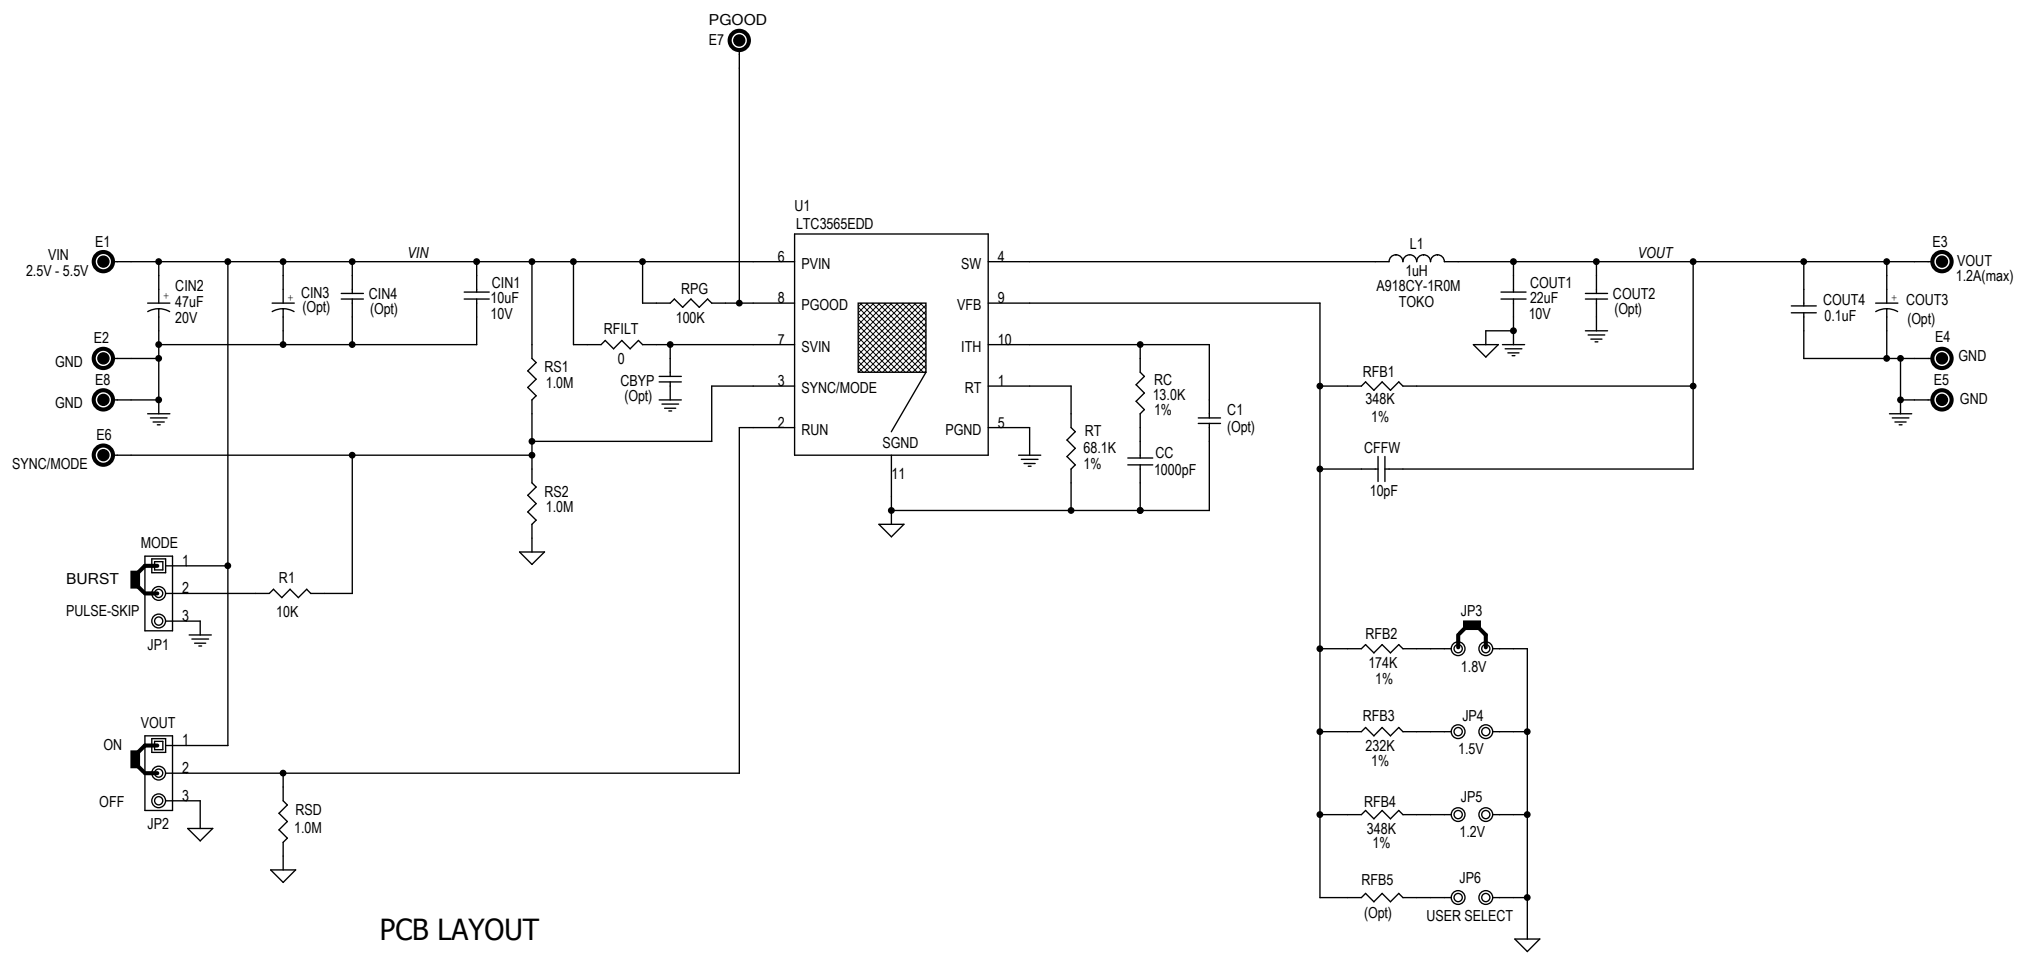 PGOOD
E7
U1
LTC3565EDD
E1
VIN
2.5V - 5.5V
VIN
CIN2
47uF
20V
+
CIN3
(Opt)
+
CIN4
(Opt)
CIN1
10uF
10V
E2
GND
E8
GND
E6
SYNC/MODE
RPG
100K
RFILT
0
CBYP
(Opt)
RS1
1.0M
RS2
1.0M
6
PVIN
8
PGOOD
7
SVIN
3
SYNC/MODE
2
RUN
SW
4
VFB
9
ITH
10
RT
1
PGND
5
SGND
11
RT
68.1K
1%
RC
13.0K
1%
CC
1000pF
C1
(Opt)
L1
1uH
A918CY-1R0M
TOKO
COUT1
22uF
10V
COUT2
(Opt)
VOUT
COUT4
0.1uF
+
COUT3
(Opt)
E3
VOUT
1.2A(max)
E4
GND
E5
GND
RFB1
348K
1%
CFFW
10pF
MODE
1
BURST
2
PULSE-SKIP
3
JP1
R1
10K
VOUT
1
ON
2
OFF
3
JP2
RSD
1.0M
RFB2
174K
1%
JP3
1.8V
RFB3
232K
1%
JP4
1.5V
RFB4
348K
1%
JP5
1.2V
RFB5
(Opt)
JP6
USER SELECT
PCB LAYOUT